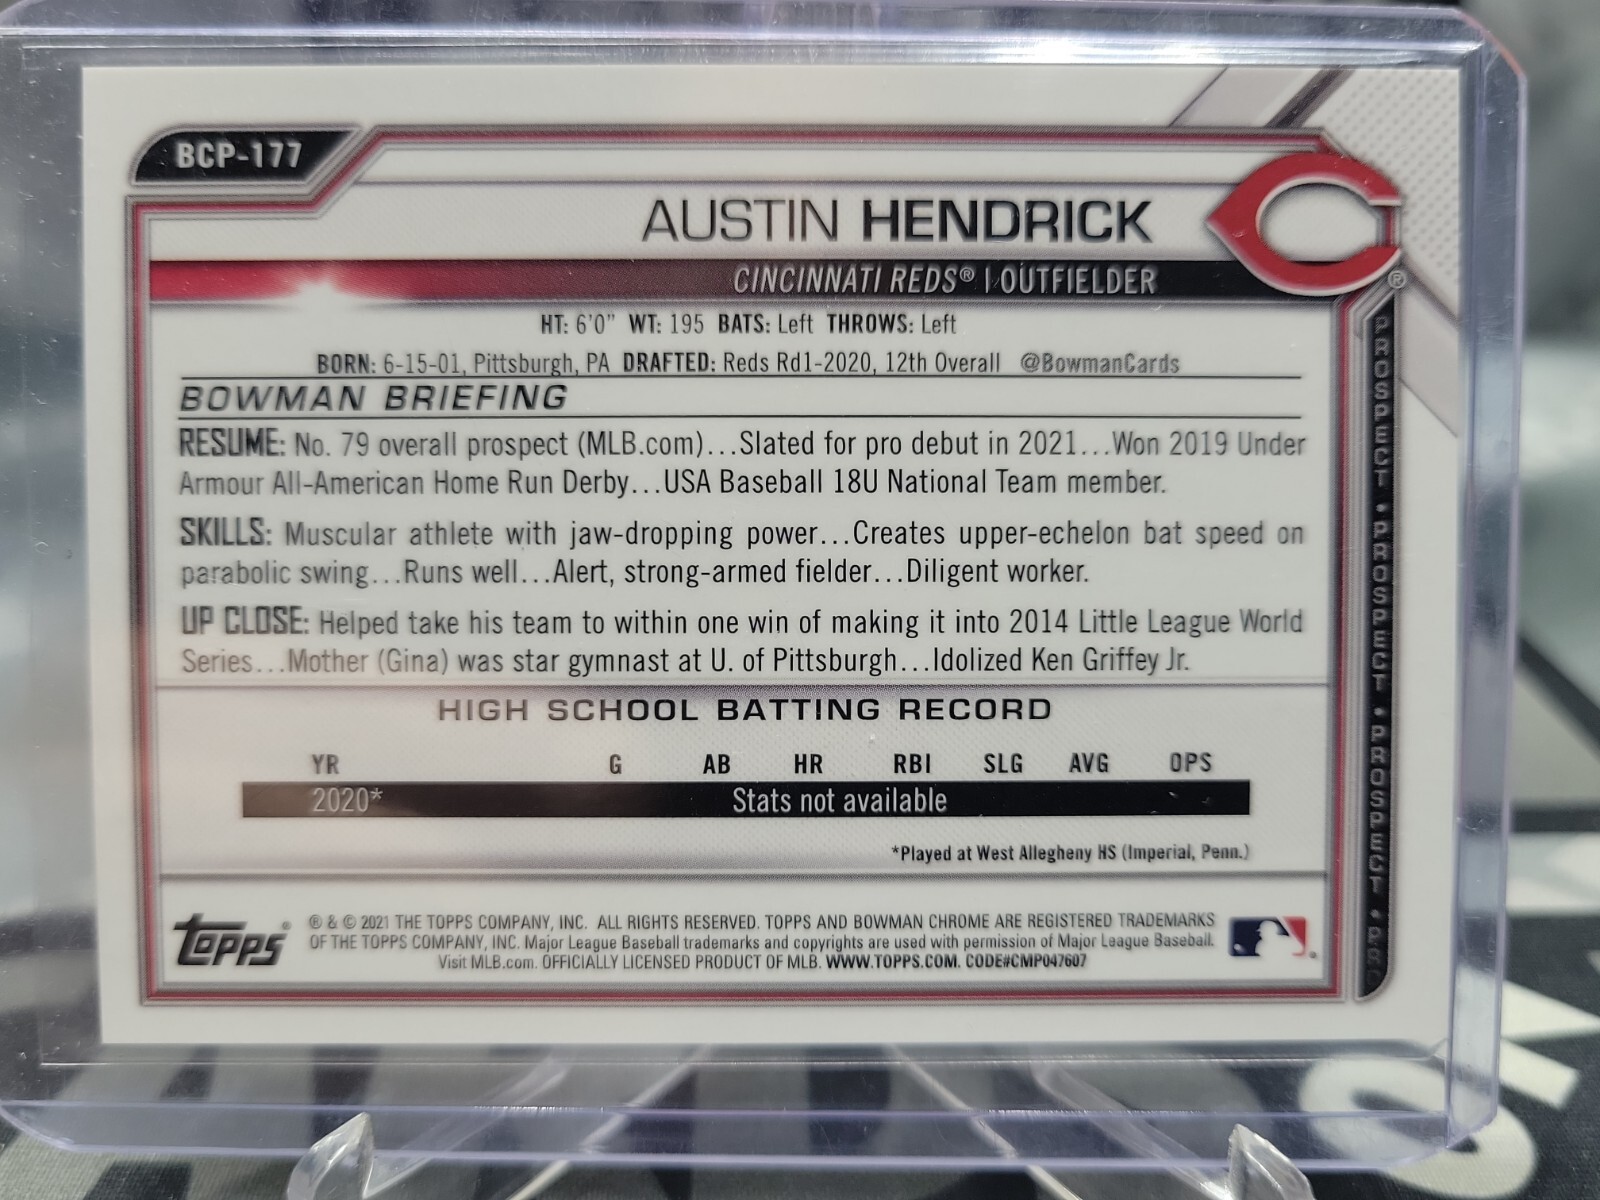 BCP-177
AUSTIN HENDRICK
CINCINNATI REDS® | OUTFIELDER
HT: 6'0" WT: 195 BATS: Left THROWS: Left
BORN: 6-15-01, Pittsburgh, PA DRAFTED: Reds Rd1-2020, 12th Overall @BowmanCards
BOWMAN BRIEFING
RESUME: No. 79 overall prospect (MLB.com)...Slated for pro debut in 2021...Won 2019 Under
Armour All-American Home Run Derby...USA Baseball 18U National Team member.
SKILLS: Muscular athlete with jaw-dropping power...Creates upper-echelon bat speed on
parabolic swing...Runs well...Alert, strong-armed fielder...Diligent worker.
UP CLOSE: Helped take his team to within one win of making it into 2014 Little League World
Series...Mother (Gina) was star gymnast at U. of Pittsburgh...Idolized Ken Griffey Jr.
HIGH SCHOOL BATTING RECORD
YR G AB HR RBI SLG AVG OPS
2020* Stats not available
*Played at West Allegheny HS (Imperial, Penn.)
topps®
® & © 2021 THE TOPPS COMPANY, INC. ALL RIGHTS RESERVED. TOPPS AND BOWMAN CHROME ARE REGISTERED TRADEMARKS
OF THE TOPPS COMPANY, INC. Major League Baseball trademarks and copyrights are used with permission of Major League Baseball.
Visit MLB.com. OFFICIALLY LICENSED PRODUCT OF MLB. WWW.TOPPS.COM. CODE#CMP047607
PROSPECT • PROSPECT • PROSPECT • PRO